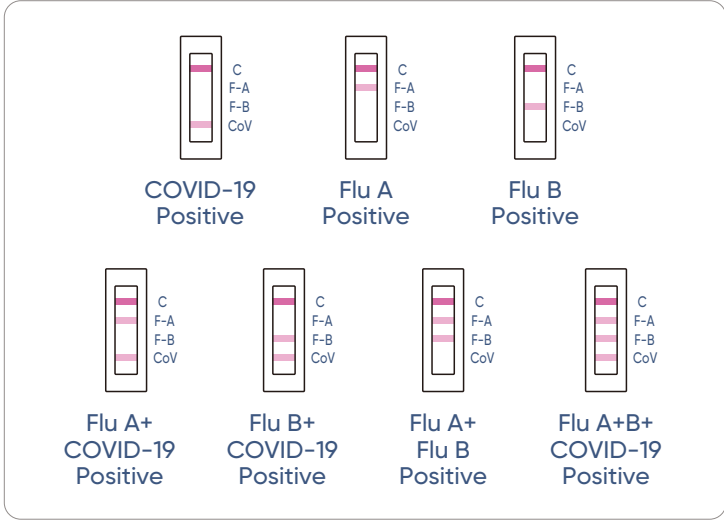 C
F-A
F-B
CoV
COVID-19
Positive
C
F-A
F-B
CoV
Flu A
Positive
C
F-A
F-B
CoV
Flu B
Positive
C
F-A
F-B
CoV
Flu A+
COVID-19
Positive
C
F-A
F-B
CoV
Flu B+
COVID-19
Positive
C
F-A
F-B
CoV
Flu A+
Flu B
Positive
C
F-A
F-B
CoV
Flu A+B+
COVID-19
Positive